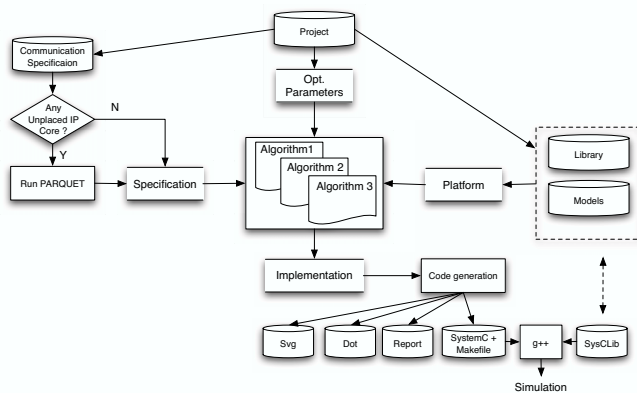 Project
Communication
Specificaion
Opt.
Parameters
Any
Unplaced IP
Core ?
N
Y
Algorithm1
Algorithm 2
Algorithm 3
Library
Models
Run PARQUET
Specification
Platform
Implementation
Code generation
Svg
Dot
Report
SystemC +
Makefile
g++
SysCLib
Simulation